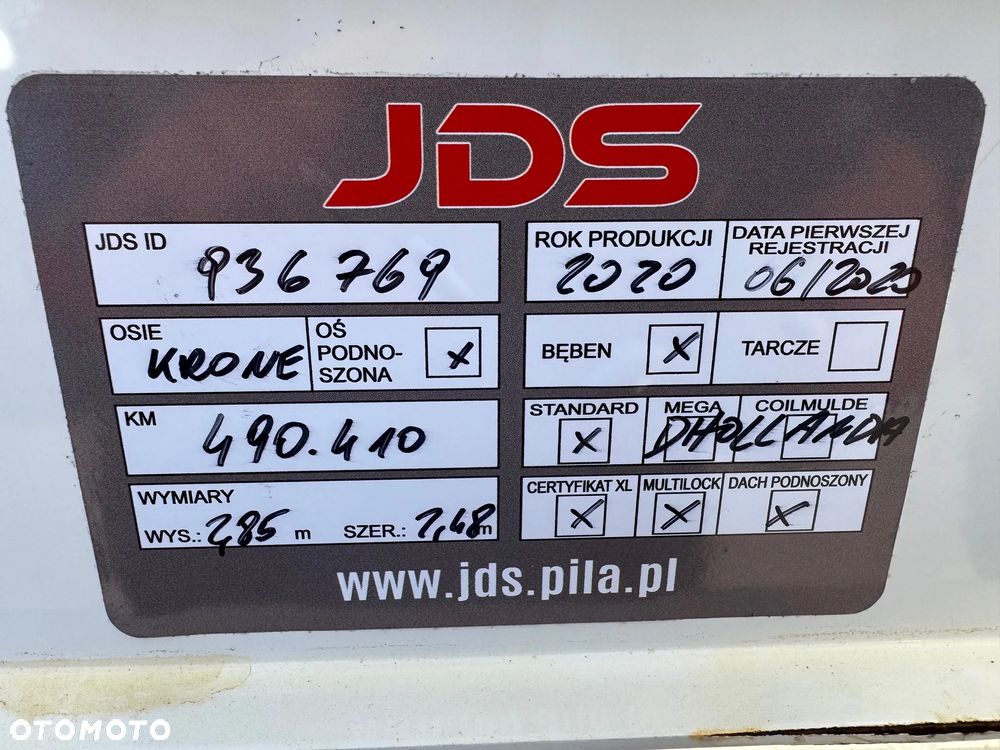 JDS
JDS ID
936769
ROK PRODUKCJI
2020
DATA PIERWSZEJ
REJESTRACJI
06/2020
OSIE
KRONE
OŚ
PODNO-
SZONA
X
BĘBEN
X
TARCZE
KM
490.410
STANDARD
X
MEGA
COILMULDE
DHOLLANDIA
WYMIARY
WYS.: 2,85 m
SZER.: 2,48 m
CERTYFIKAT XL
X
MULTILOCK
X
DACH PODNOSZONY
X
www.jds.pila.pl
OTOMOTO